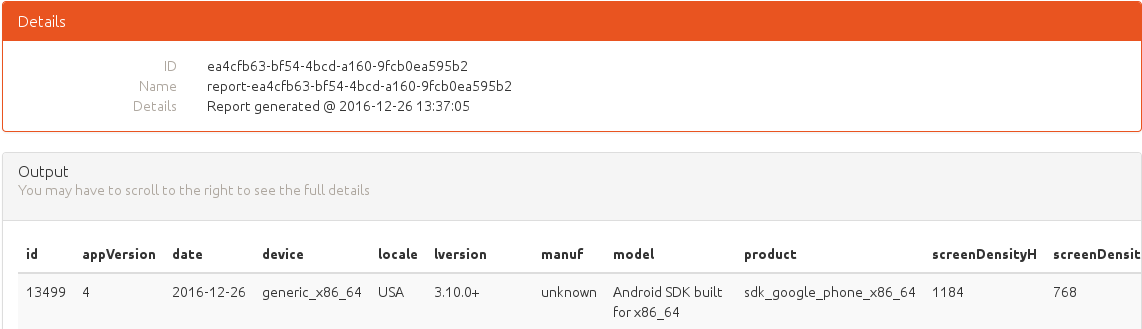 Details
ID ea4cfb63-bf54-4bcd-a160-9fcb0ea595b2
Name report-ea4cfb63-bf54-4bcd-a160-9fcb0ea595b2
Details Report generated @ 2016-12-26 13:37:05
Output
You may have to scroll to the right to see the full details
id appVersion date device locale lversion manuf model product screenDensityH screenDensit
13499 4 2016-12-26 generic_x86_64 USA 3.10.0+ unknown Android SDK built sdk_google_phone_x86_64 1184 768
for x86_64